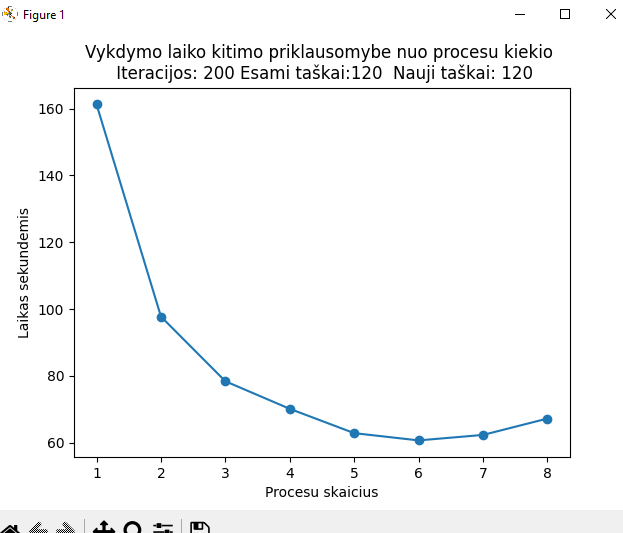 Figure 1
Vykdymo laiko kitimo priklausomybe nuo procesu kiekio
Iteracijos: 200 Esami taškai:120  Nauji taškai: 120
160
140
120
100
80
60
Laikas sekundemis
1 2 3 4 5 6 7 8
Procesu skaicius